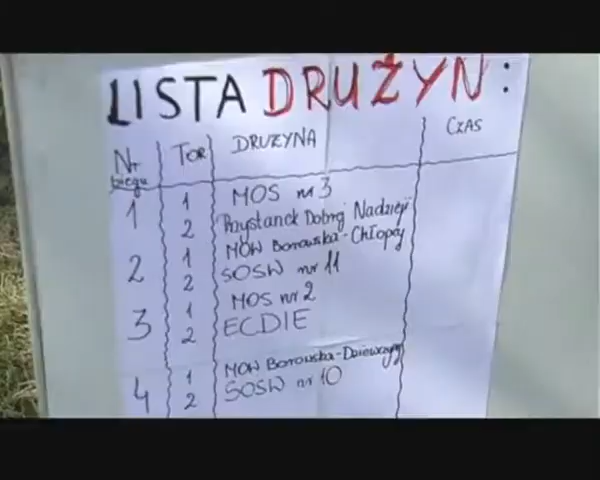 LISTA DRUŻYN:
Nr biegu Tor DRUŻYNA CZAS
1 1 MOS nr 3
2 Przystanek Dobrej Nadziei
2 1 MOW Borowska-Chłopcy
2 SOSW nr 11
3 1 MOS nr 2
2 ECDIE
4 1 MOW Borowska-Dziewczyny
2 SOSW nr 10